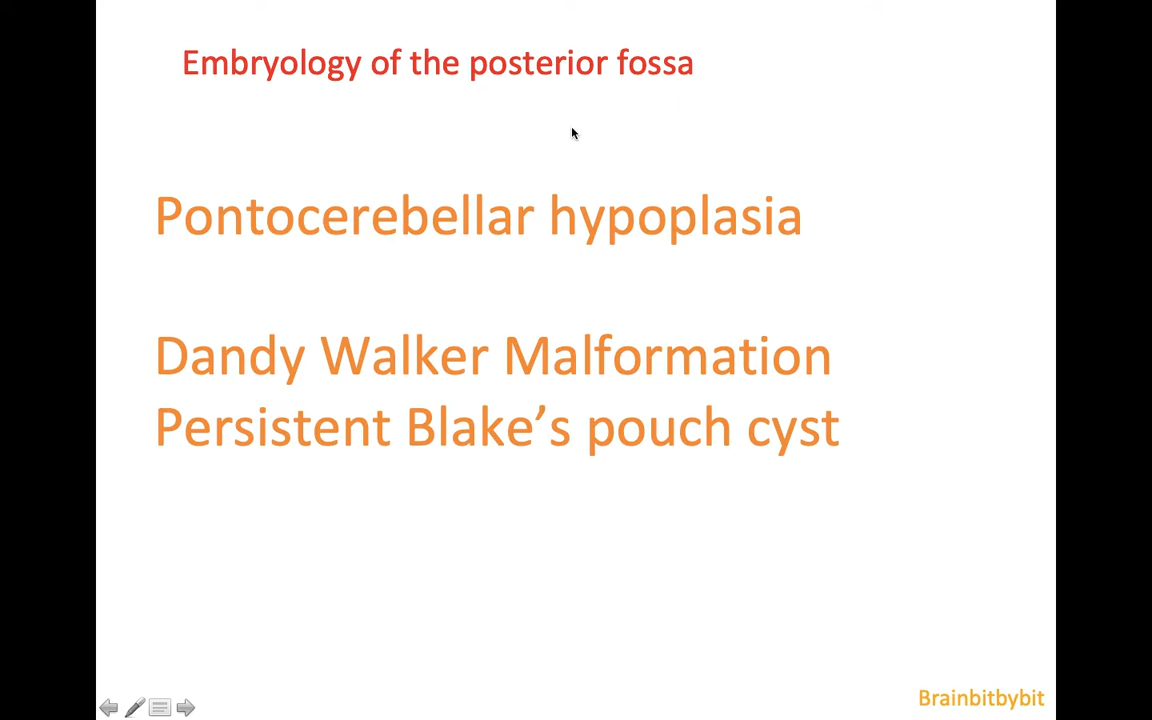 Embryology of the posterior fossa
Pontocerebellar hypoplasia
Dandy Walker Malformation
Persistent Blake’s pouch cyst
Brainbitbybit